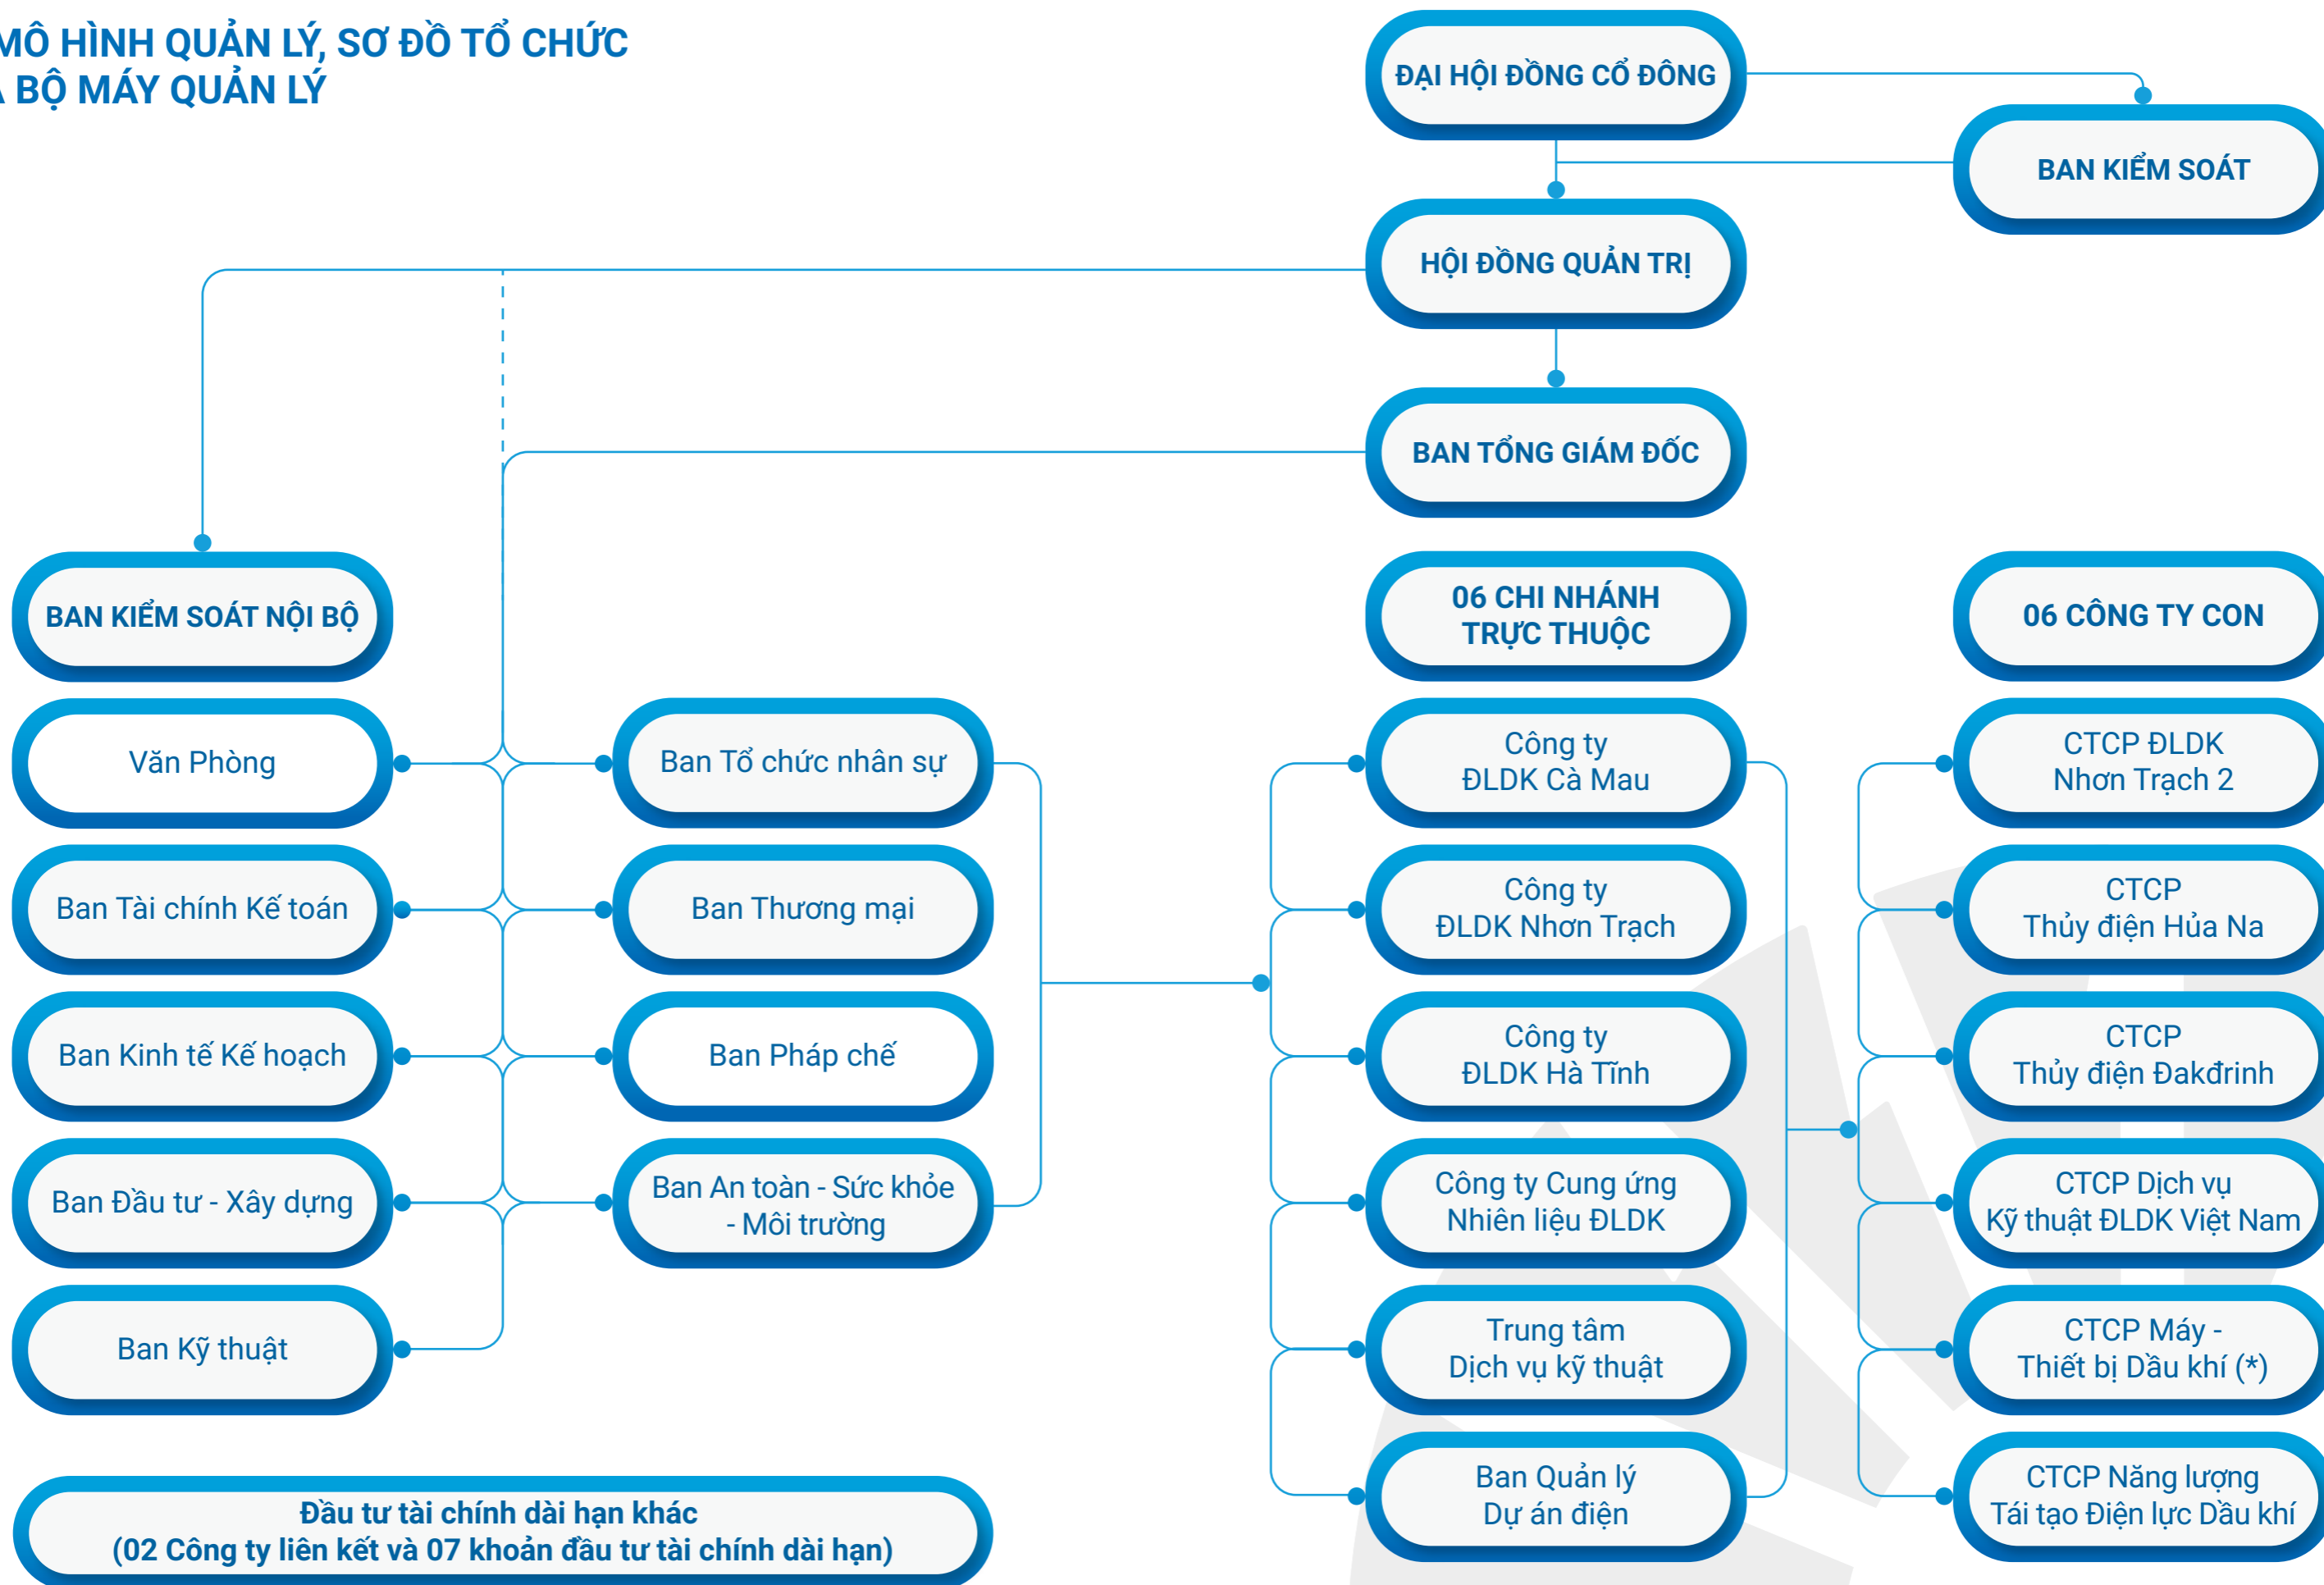 MÔ HÌNH QUẢN LÝ, SƠ ĐỒ TỔ CHỨC
BỘ MÁY QUẢN LÝ
ĐẠI HỘI ĐỒNG CỔ ĐÔNG
BAN KIỂM SOÁT
HỘI ĐỒNG QUẢN TRỊ
BAN TỔNG GIÁM ĐỐC
BAN KIỂM SOÁT NỘI BỘ
Văn Phòng
Ban Tài chính Kế toán
Ban Kinh tế Kế hoạch
Ban Đầu tư - Xây dựng
Ban Kỹ thuật
Ban Tổ chức nhân sự
Ban Thương mại
Ban Pháp chế
Ban An toàn - Sức khỏe
- Môi trường
06 CHI NHÁNH
TRỰC THUỘC
Công ty
ĐLDK Cà Mau
Công ty
ĐLDK Nhơn Trạch
Công ty
ĐLDK Hà Tĩnh
Công ty Cung ứng
Nhiên liệu ĐLDK
Trung tâm
Dịch vụ kỹ thuật
Ban Quản lý
Dự án điện
06 CÔNG TY CON
CTCP ĐLDK
Nhơn Trạch 2
CTCP
Thủy điện Hủa Na
CTCP
Thủy điện Đakđrinh
CTCP Dịch vụ
Kỹ thuật ĐLDK Việt Nam
CTCP Máy -
Thiết bị Dầu khí (*)
CTCP Năng lượng
Tái tạo Điện lực Dầu khí
Đầu tư tài chính dài hạn khác
(02 Công ty liên kết và 07 khoản đầu tư tài chính dài hạn)